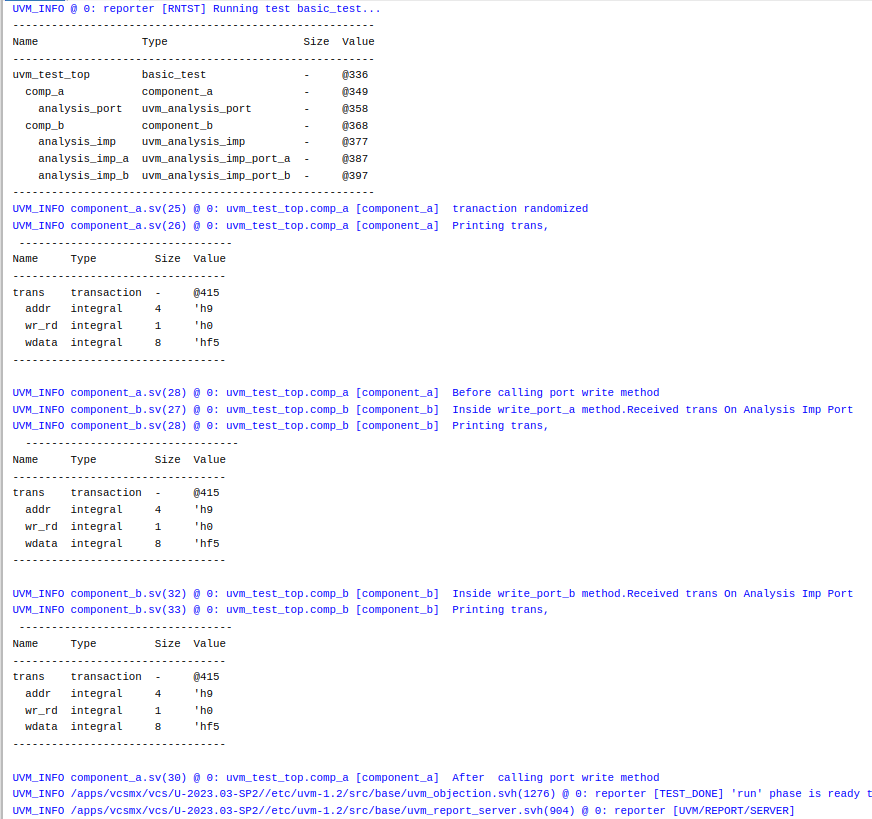 UVM_INFO @ 0: reporter [RNTST] Running test basic_test...
--------------------------------------------------------
Name                Type                     Size  Value
--------------------------------------------------------
uvm_test_top        basic_test               -     @336
  comp_a            component_a              -     @349
    analysis_port   uvm_analysis_port        -     @358
  comp_b            component_b              -     @368
    analysis_imp    uvm_analysis_imp         -     @377
    analysis_imp_a  uvm_analysis_imp_port_a  -     @387
    analysis_imp_b  uvm_analysis_imp_port_b  -     @397
--------------------------------------------------------
UVM_INFO component_a.sv(25) @ 0: uvm_test_top.comp_a [component_a]  tranaction randomized
UVM_INFO component_a.sv(26) @ 0: uvm_test_top.comp_a [component_a]  Printing trans,
 ---------------------------------
Name     Type         Size  Value
---------------------------------
trans    transaction  -     @415
  addr   integral     4     'h9
  wr_rd  integral     1     'h0
  wdata  integral     8     'hf5
---------------------------------

UVM_INFO component_a.sv(28) @ 0: uvm_test_top.comp_a [component_a]  Before calling port write method
UVM_INFO component_b.sv(27) @ 0: uvm_test_top.comp_b [component_b]  Inside write_port_a method.Received trans On Analysis Imp Port
UVM_INFO component_b.sv(28) @ 0: uvm_test_top.comp_b [component_b]  Printing trans,
  ---------------------------------
Name     Type         Size  Value
---------------------------------
trans    transaction  -     @415
  addr   integral     4     'h9
  wr_rd  integral     1     'h0
  wdata  integral     8     'hf5
---------------------------------

UVM_INFO component_b.sv(32) @ 0: uvm_test_top.comp_b [component_b]  Inside write_port_b method.Received trans On Analysis Imp Port
UVM_INFO component_b.sv(33) @ 0: uvm_test_top.comp_b [component_b]  Printing trans,
 ---------------------------------
Name     Type         Size  Value
---------------------------------
trans    transaction  -     @415
  addr   integral     4     'h9
  wr_rd  integral     1     'h0
  wdata  integral     8     'hf5
---------------------------------

UVM_INFO component_a.sv(30) @ 0: uvm_test_top.comp_a [component_a]  After  calling port write method
UVM_INFO /apps/vcsmx/vcs/U-2023.03-SP2//etc/uvm-1.2/src/base/uvm_objection.svh(1276) @ 0: reporter [TEST_DONE] 'run' phase is ready t
UVM_INFO /apps/vcsmx/vcs/U-2023.03-SP2//etc/uvm-1.2/src/base/uvm_report_server.svh(904) @ 0: reporter [UVM/REPORT/SERVER]